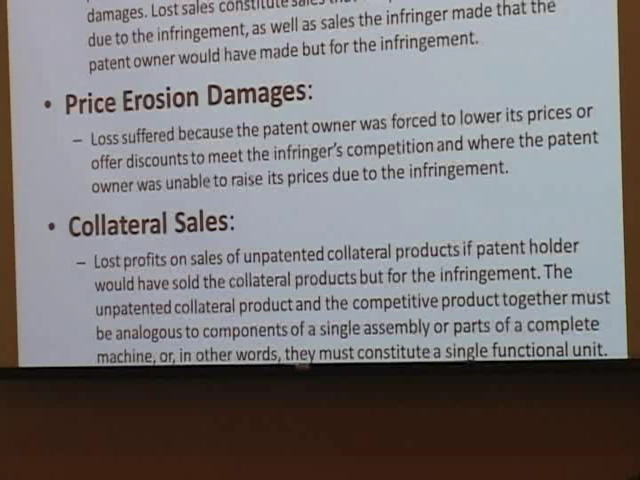 damages. Lost sales constitute sales
due to the infringement, as well as sales the infringer made that the
patent owner would have made but for the infringement.
• Price Erosion Damages:
– Loss suffered because the patent owner was forced to lower its prices or
offer discounts to meet the infringer's competition and where the patent
owner was unable to raise its prices due to the infringement.
• Collateral Sales:
– Lost profits on sales of unpatented collateral products if patent holder
would have sold the collateral products but for the infringement. The
unpatented collateral product and the competitive product together must
be analogous to components of a single assembly or parts of a complete
machine, or, in other words, they must constitute a single functional unit.